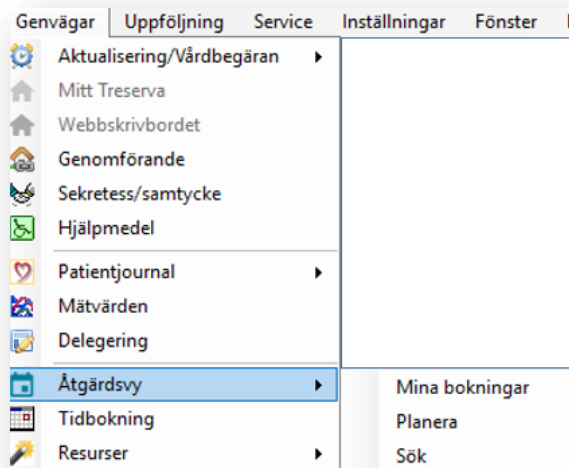 Genvägar Uppföljning Service Inställningar Fönster
Aktualisering/Vårdbegäran
Mitt Treserva
Webbskrivbordet
Genomförande
Sekretess/samtycke
Hjälpmedel
Patientjournal
Mätvärden
Delegering
Åtgärdsvy
Mina bokningar
Tidbokning
Planera
Resurser
Sök